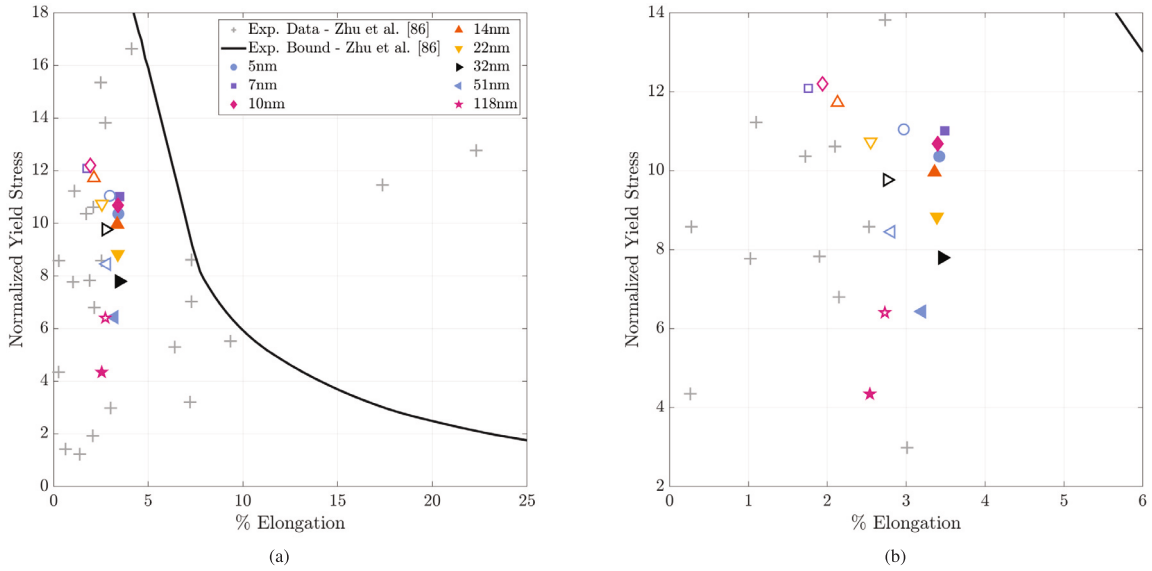 18
16
14
12
10
8
6
4
2
0
Normalized Yield Stress
Exp. Data - Zhu et al. [86]
Exp. Bound - Zhu et al. [86]
5nm
7nm
10nm
14nm
22nm
32nm
51nm
118nm
0 5 10 15 20 25
% Elongation
(a)
14
12
10
8
6
4
2
Normalized Yield Stress
0 1 2 3 4 5 6
% Elongation
(b)